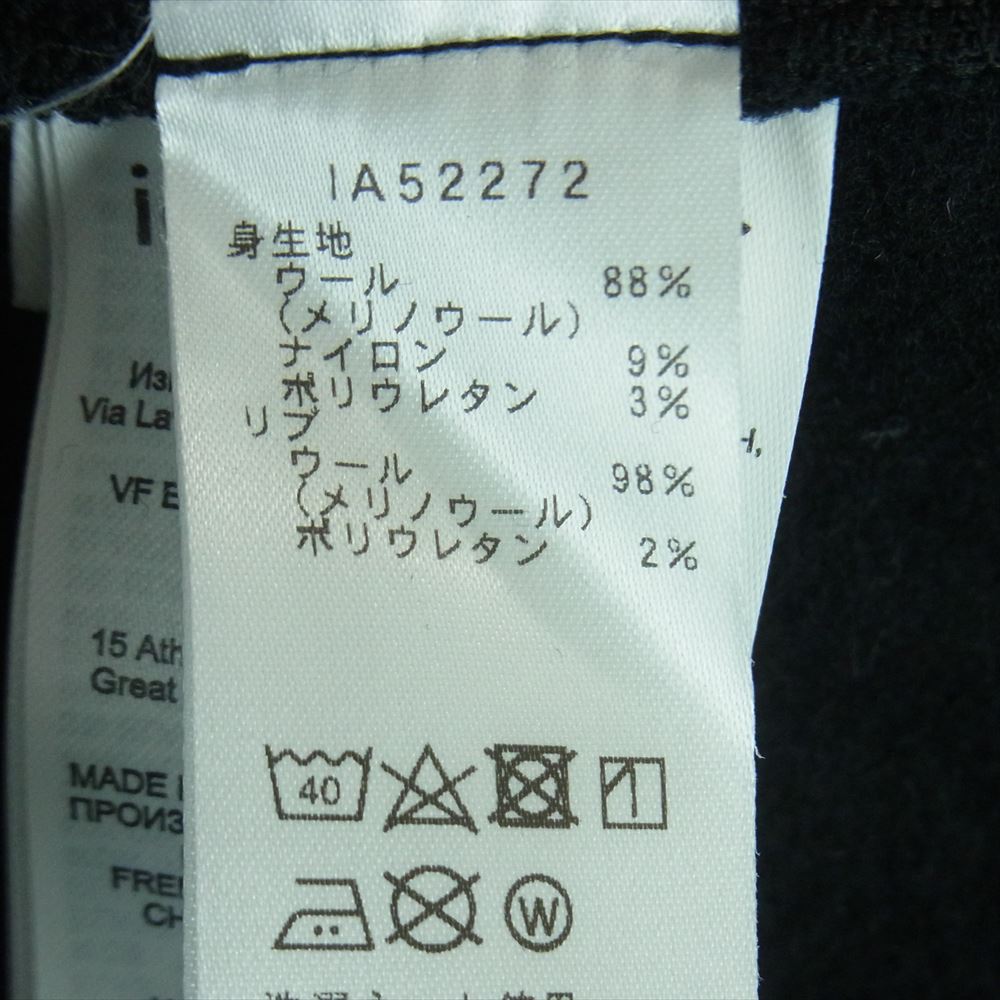 IA52272
身生地
ウール 88%
(メリノウール)
ナイロン 9%
ポリウレタン 3%
リブ
ウール 98%
(メリノウール)
ポリウレタン 2%
40
W
i
Via La
VF E
15 Ath
Great
MADE
ПРОИЗ
FRE
CH